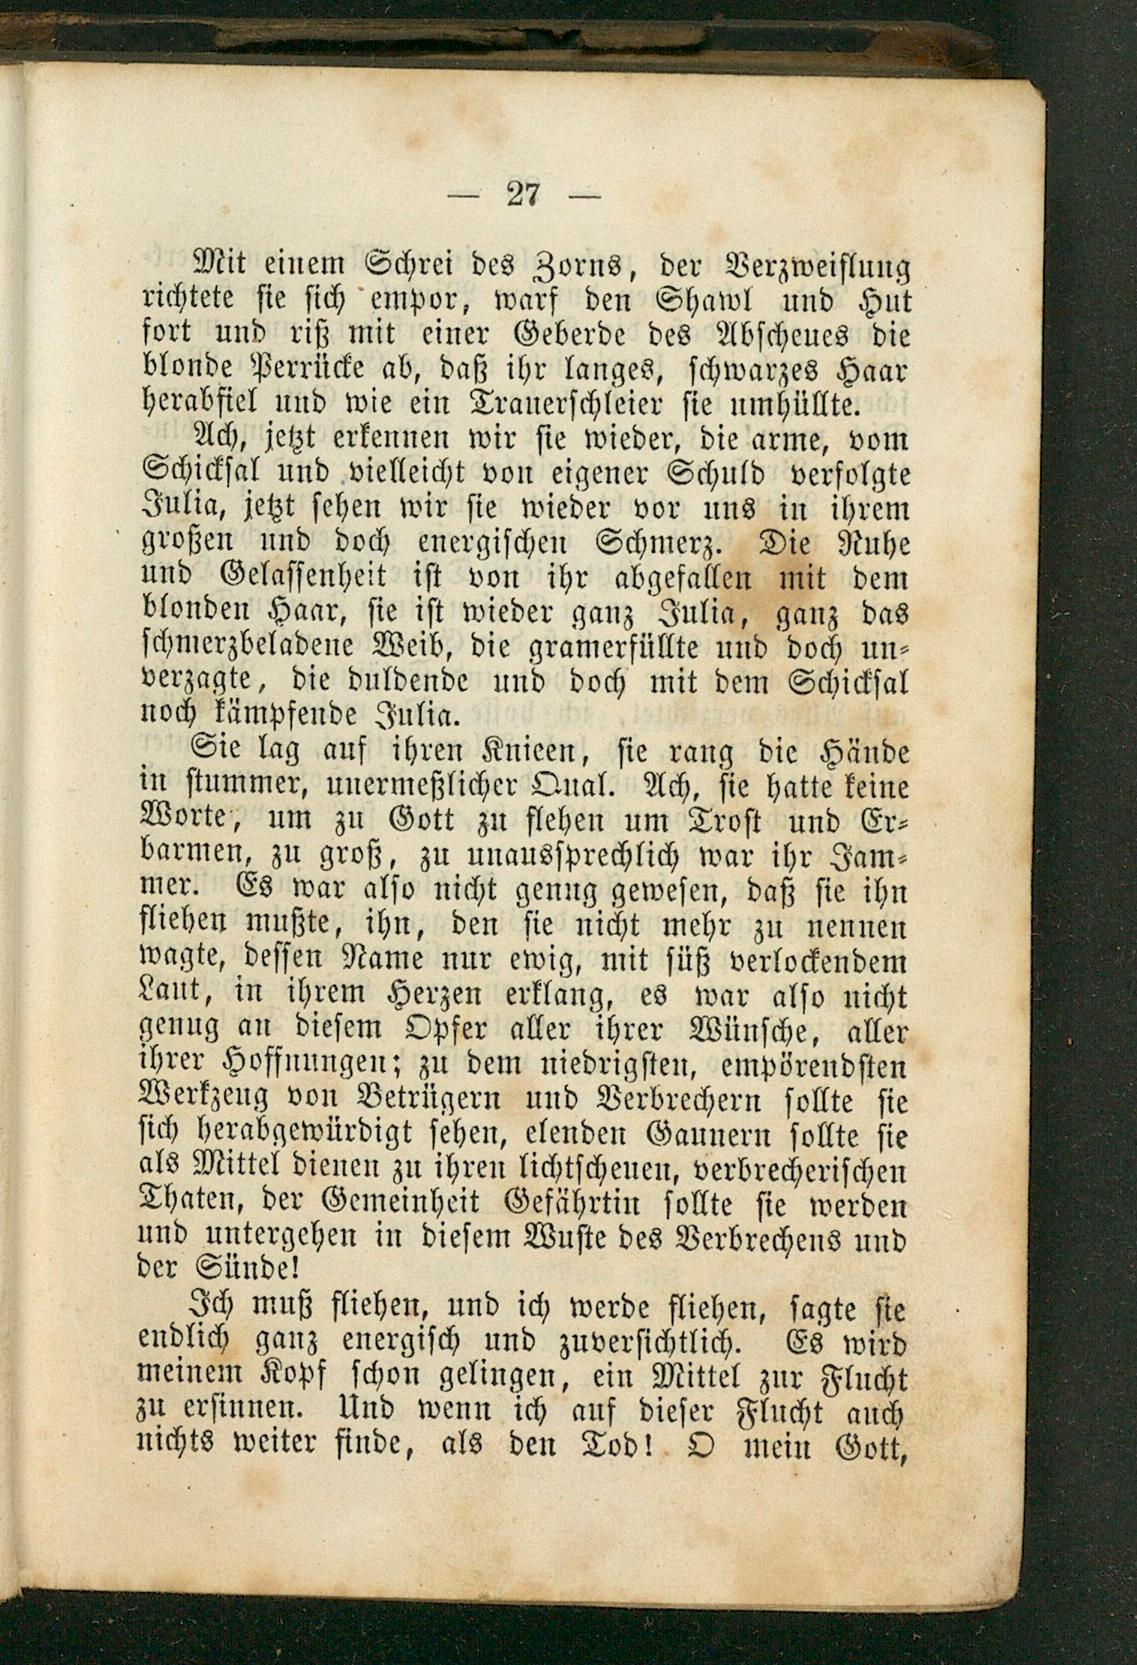 — 27 —
Mit einem Schrei des Zorns, der Verzweiflung
richtete sie sich empor, warf den Shawl und Hut
fort und riß mit einer Geberde des Abscheues die
blonde Perrücke ab, daß ihr langes, schwarzes Haar
herabfiel und wie ein Trauerschleier sie umhüllte.
Ach, jetzt erkennen wir sie wieder, die arme, vom
Schicksal und vielleicht von eigener Schuld verfolgte
Julia, jetzt sehen wir sie wieder vor uns in ihrem
großen und doch energischen Schmerz. Die Ruhe
und Gelassenheit ist von ihr abgefallen mit dem
blonden Haar, sie ist wieder ganz Julia, ganz das
schmerzbeladene Weib, die gramerfüllte und doch un-
verzagte, die duldende und doch mit dem Schicksal
noch kämpfende Julia.
Sie lag auf ihren Knieen, sie rang die Hände
in stummer, unermeßlicher Qual. Ach, sie hatte keine
Worte, um zu Gott zu flehen um Trost und Er-
barmen, zu groß, zu unaussprechlich war ihr Jam-
mer. Es war also nicht genug gewesen, daß sie ihn
fliehen mußte, ihn, den sie nicht mehr zu nennen
wagte, dessen Name nur ewig, mit süß verlockendem
Laut, in ihrem Herzen erklang, es war also nicht
genug an diesem Opfer aller ihrer Wünsche, aller
ihrer Hoffnungen; zu dem niedrigsten, empörendsten
Werkzeug von Betrügern und Verbrechern sollte sie
sich herabgewürdigt sehen, elenden Gaunern sollte sie
als Mittel dienen zu ihren lichtscheuen, verbrecherischen
Thaten, der Gemeinheit Gefährtin sollte sie werden
und untergehen in diesem Wuste des Verbrechens und
der Sünde!
Ich muß fliehen, und ich werde fliehen, sagte sie
endlich ganz energisch und zuversichtlich. Es wird
meinem Kopf schon gelingen, ein Mittel zur Flucht
zu ersinnen. Und wenn ich auf dieser Flucht auch
nichts weiter finde, als den Tod! O mein Gott,